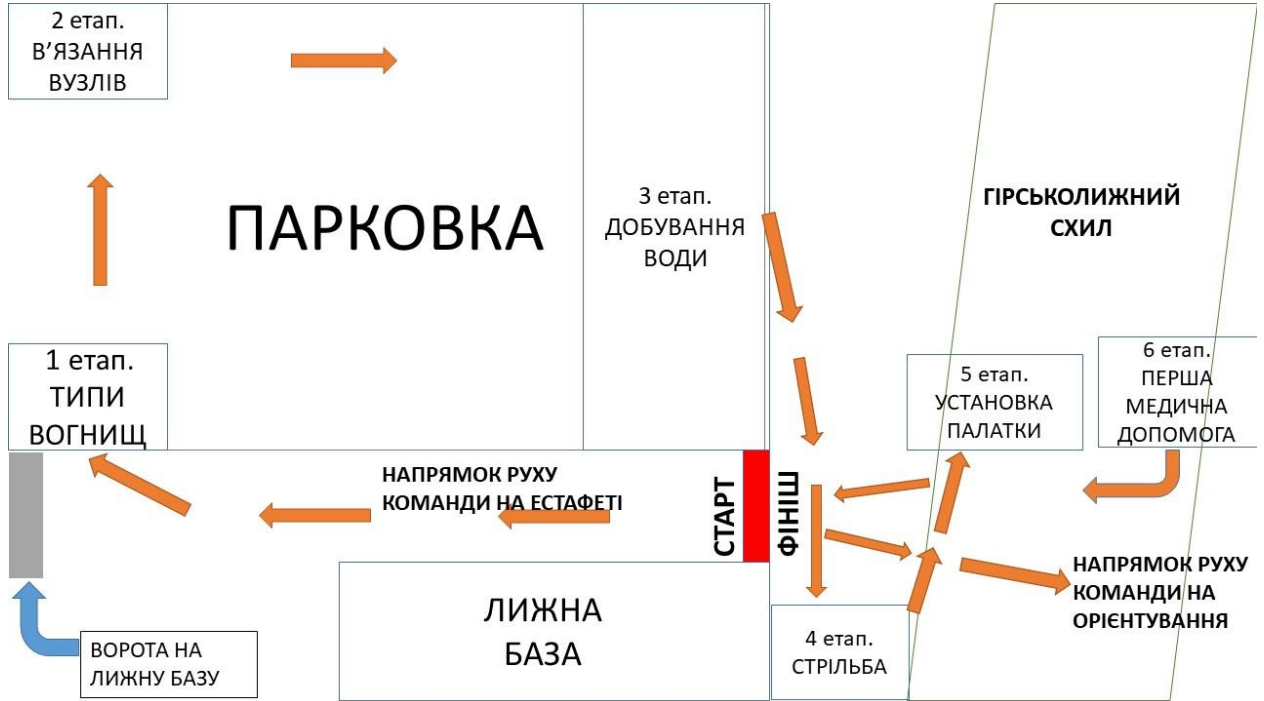 2 етап.
В’ЯЗАННЯ
ВУЗЛІВ
ПАРКОВКА
3 етап.
ДОБУВАННЯ
ВОДИ
ГІРСЬКОЛИЖНИЙ
СХИЛ
1 етап.
ТИПИ
ВОГНИЩ
5 етап.
УСТАНОВКА
ПАЛАТКИ
6 етап.
ПЕРША
МЕДИЧНА
ДОПОМОГА
НАПРЯМОК РУХУ
КОМАНДИ НА ЕСТАФЕТІ
СТАРТ
ФІНІШ
НАПРЯМОК РУХУ
КОМАНДИ НА
ОРІЄНТУВАННЯ
ЛИЖНА
БАЗА
4 етап.
СТРІЛЬБА
ВОРОТА НА
ЛИЖНУ БАЗУ